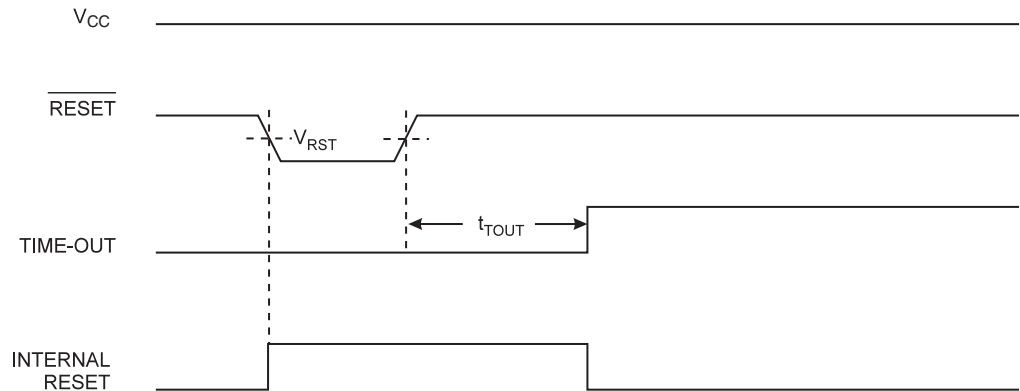 VCC
RESET
VRST
tTOUT
TIME-OUT
INTERNAL
RESET